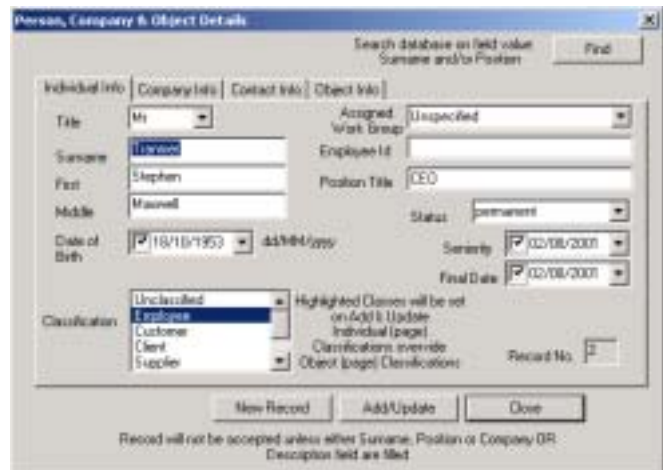 Person, Company & Object Details
Search database on field value
Surname and/or Position
Find
Individual Info
Company Info
Contact Info
Object Info
Title
Mr
Assigned
Work Group
Unspecified
Surname
Employee Id
First
Stephen
Position Title
CEO
Middle
Maxwell
Status
permanent
Date of
Birth
18/10/1953
dd/MM/yyyy
Seniority
02/08/2001
Final Date
02/08/2001
Classification
Unclassified
Employee
Customer
Client
Supplier
Highlighted Classes will be set
on Add & Update
Individual (page)
Classifications override
Object (page) Classifications
Record No.
2
New Record
Add/Update
Close
Record will not be accepted unless either Surname, Position or Company OR
Description field are filled